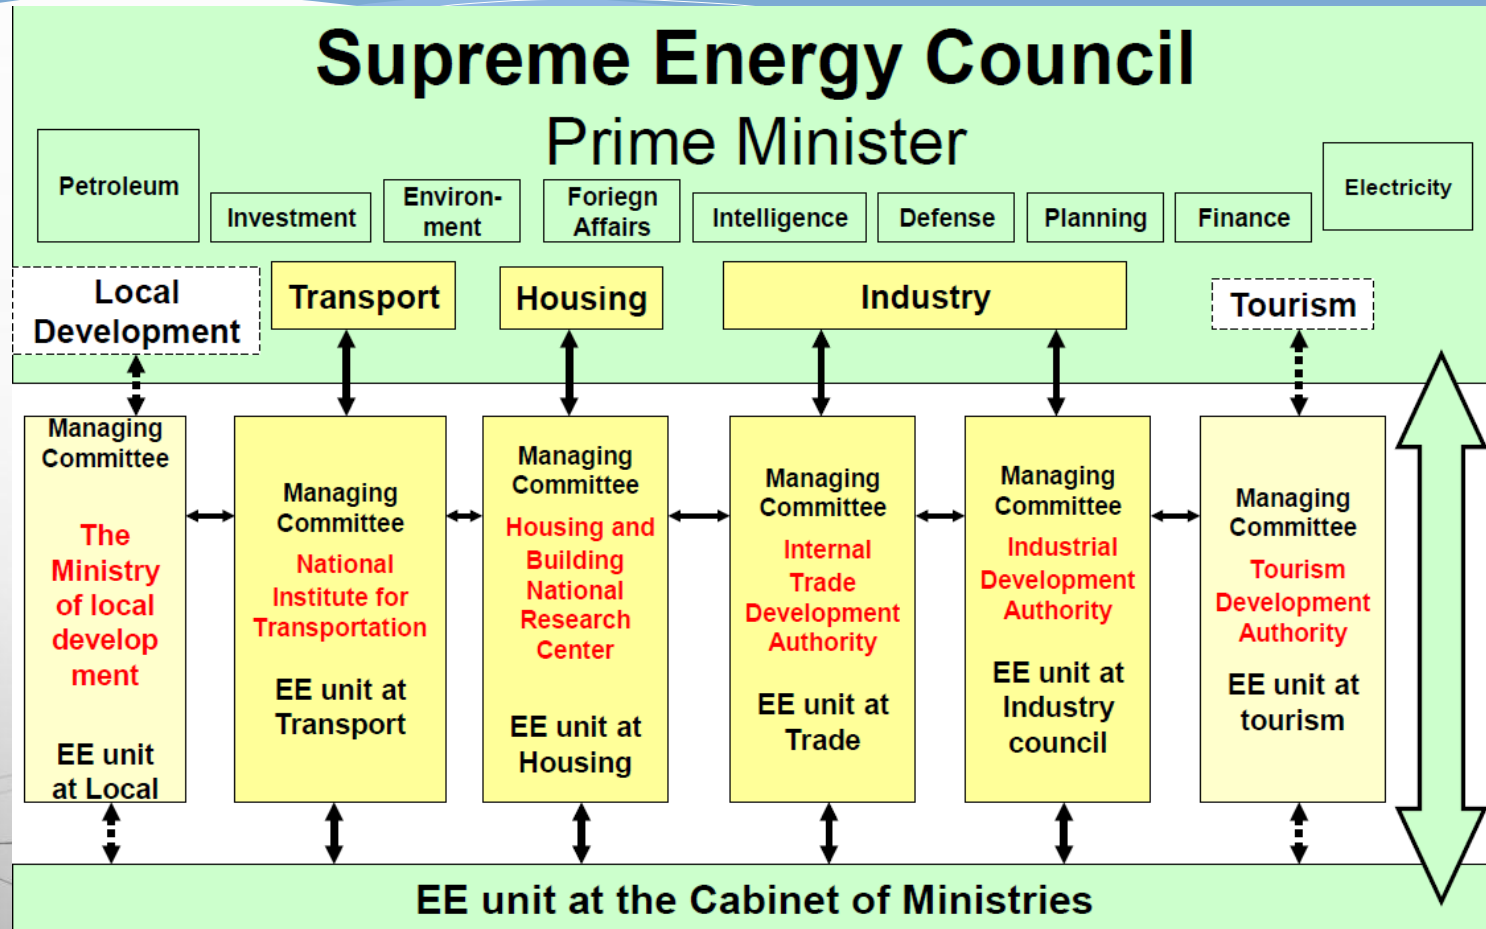 Supreme Energy Council
Prime Minister
Petroleum
Investment
Environ-
ment
Foriegn
Affairs
Intelligence
Defense
Planning
Finance
Electricity
Local
Development
Transport
Housing
Industry
Tourism
Managing
Committee
The
Ministry
of local
develop
ment
EE unit
at Local
Managing
Committee
National
Institute for
Transportation
EE unit at
Transport
Managing
Committee
Housing and
Building
National
Research
Center
EE unit at
Housing
Managing
Committee
Internal
Trade
Development
Authority
EE unit at
Trade
Managing
Committee
Industrial
Development
Authority
EE unit at
Industry
council
Managing
Committee
Tourism
Development
Authority
EE unit at
tourism
EE unit at the Cabinet of Ministries